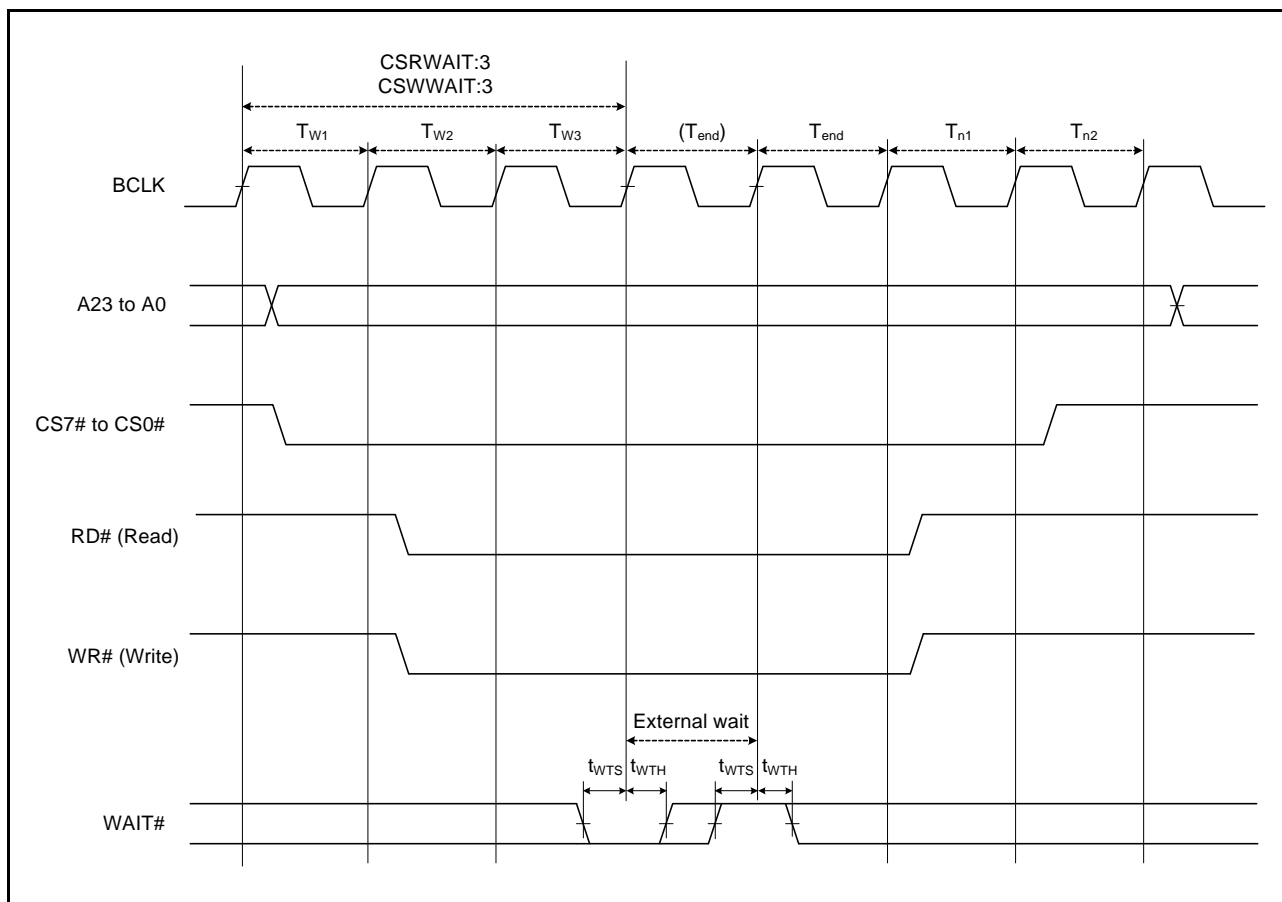 CSRWAIT:3
CSWWAIT:3
TW1 TW2 TW3 (Tend) Tend Tn1 Tn2
BCLK
A23 to A0
CS7# to CS0#
RD# (Read)
WR# (Write)
External wait
tWTS tWTH tWTS tWTH
WAIT#